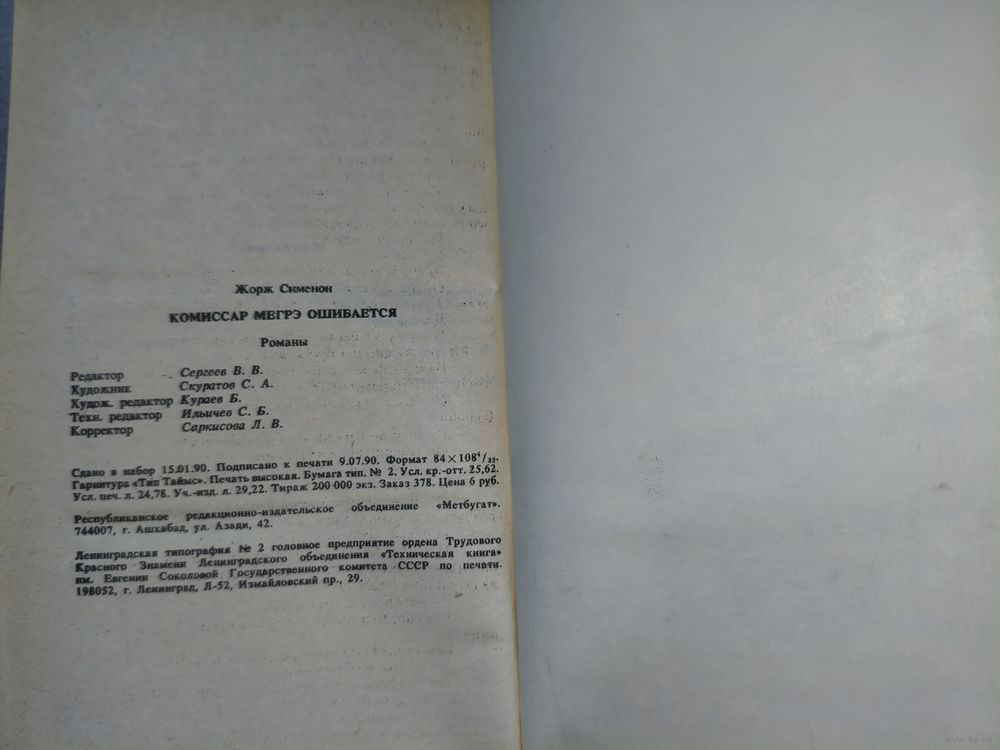 Жорж Сименон
КОМИССАР МЕГРЭ ОШИБАЕТСЯ
Романы
Редактор Сергеев В. В.
Художник Скуратов С. А.
Худож. редактор Кураев Б.
Техн. редактор Ильичев С. Б.
Корректор Саркисова Л. В.
Сдано в набор 15.01.90. Подписано к печати 9.07.90. Формат 84×108¹/₃₂.
Гарнитура «Тип Таймс». Печать высокая. Бумага тип. № 2. Усл. кр.-отт. 25,62.
Усл. печ. л. 24,78. Уч.-изд. л. 29,22. Тираж 200 000 экз. Заказ 378. Цена 6 руб.
Республиканское редакционно-издательское объединение «Метбугат».
744007, г. Ашкабад, ул. Азади, 42.
Ленинградская типография № 2 головное предприятие ордена Трудового
Красного Знамени Ленинградского объединения «Техническая книга»
им. Евгении Соколовой Государственного комитета СССР по печати.
198052, г. Ленинград, Л-52, Измайловский пр., 29.
www.ay.by